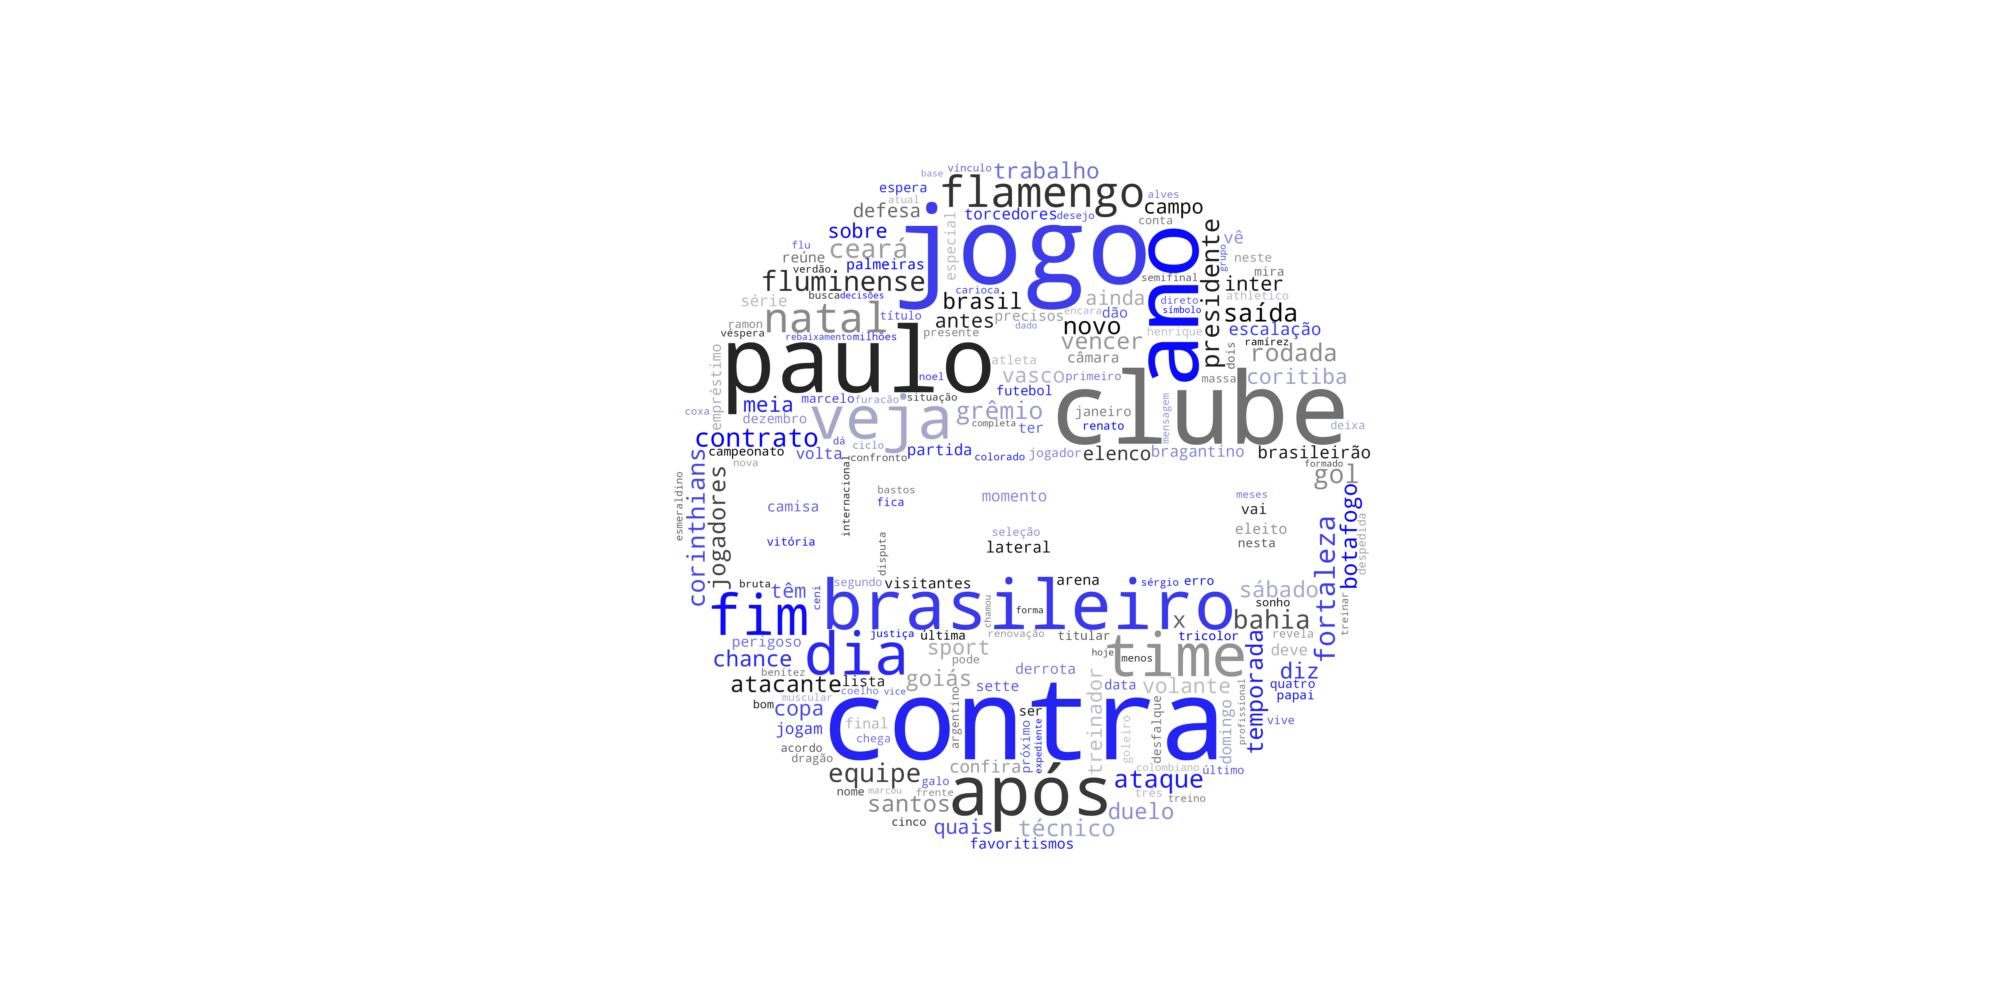 base vínculo trabalho
espera flamengo alves
atual
defesa torcedores desejo campo
conta
sobre jogo ano presidente
especial
flu ceará vê
grupo
reúne palmeiras neste
verdão
fluminense semifinal mira inter
busca decisões carioca brasil ainda direto athletico
série precisos encara dão símbolo saída
natal título antes dado novo henrique escalação
ramon
véspera rebaixamento milhões presente vencer ramírez
paulo câmara dois rodada
empréstimo atleta
noel vasco primeiro massa coritiba
situação futebol clube
meia marcelo furacão
coxa veja grêmio janeiro mensagem
dezembro completa ter renato deixa
contrato dá ciclo partida
campeonato volta confronto colorado jogador elenco bragantino brasileirão
nova formado
corinthians jogadores internacional gol
esmeraldino bastos momento meses botafogo
camisa fica vai
fortaleza
seleção eleito
vitória disputa lateral nesta despedida
bruta segundo visitantes arena sérgio erro
têm ceni sábado treinar
fim brasileiro chamou forma x sonho
bahia
justiça última renovação titular tricolor revela
perigoso dia sport hoje menos time deve
chance pode
benítez derrota temporada diz
atacante lista goiás sette treinador data volante quatro
coelho vice profissional
muscular papai
bom argentino ser
copa contra domingo vive
final próximo goleiro desfalque
jogam chega expediente
acordo
dragão confira colombiano último
equipe galo após ataque
nome marcou frente três treino
santos duelo
cinco quais técnico
favoritismos